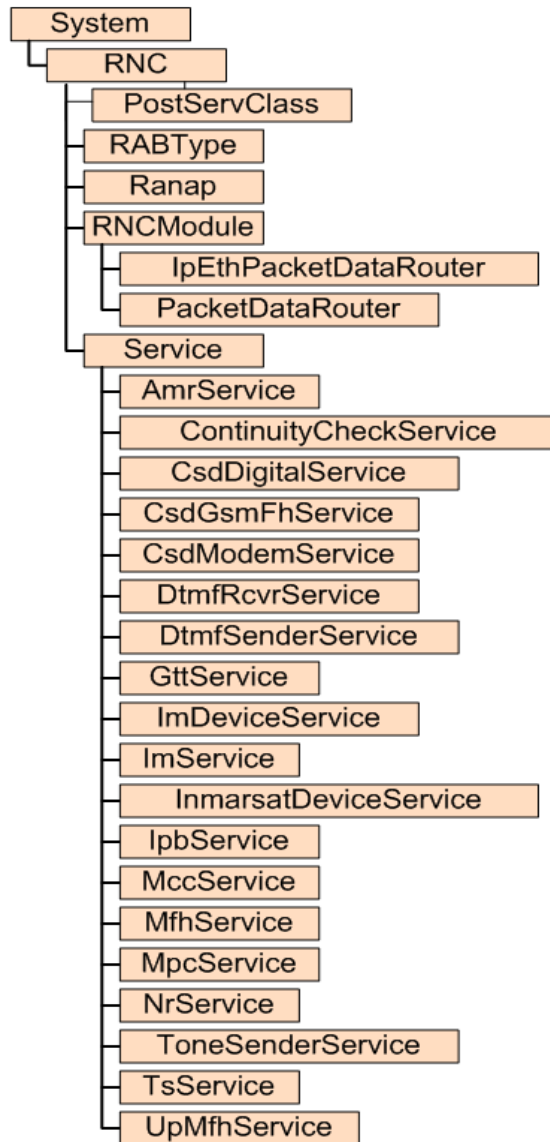 System
RNC
PostServClass
RABType
Ranap
RNCModule
IpEthPacketDataRouter
PacketDataRouter
Service
AmrService
ContinuityCheckService
CsdDigitalService
CsdGsmFhService
CsdModemService
DtmfRcvrService
DtmfSenderService
GttService
ImDeviceService
ImService
InmarsatDeviceService
IpbService
MccService
MfhService
MpcService
NrService
ToneSenderService
TsService
UpMfhService